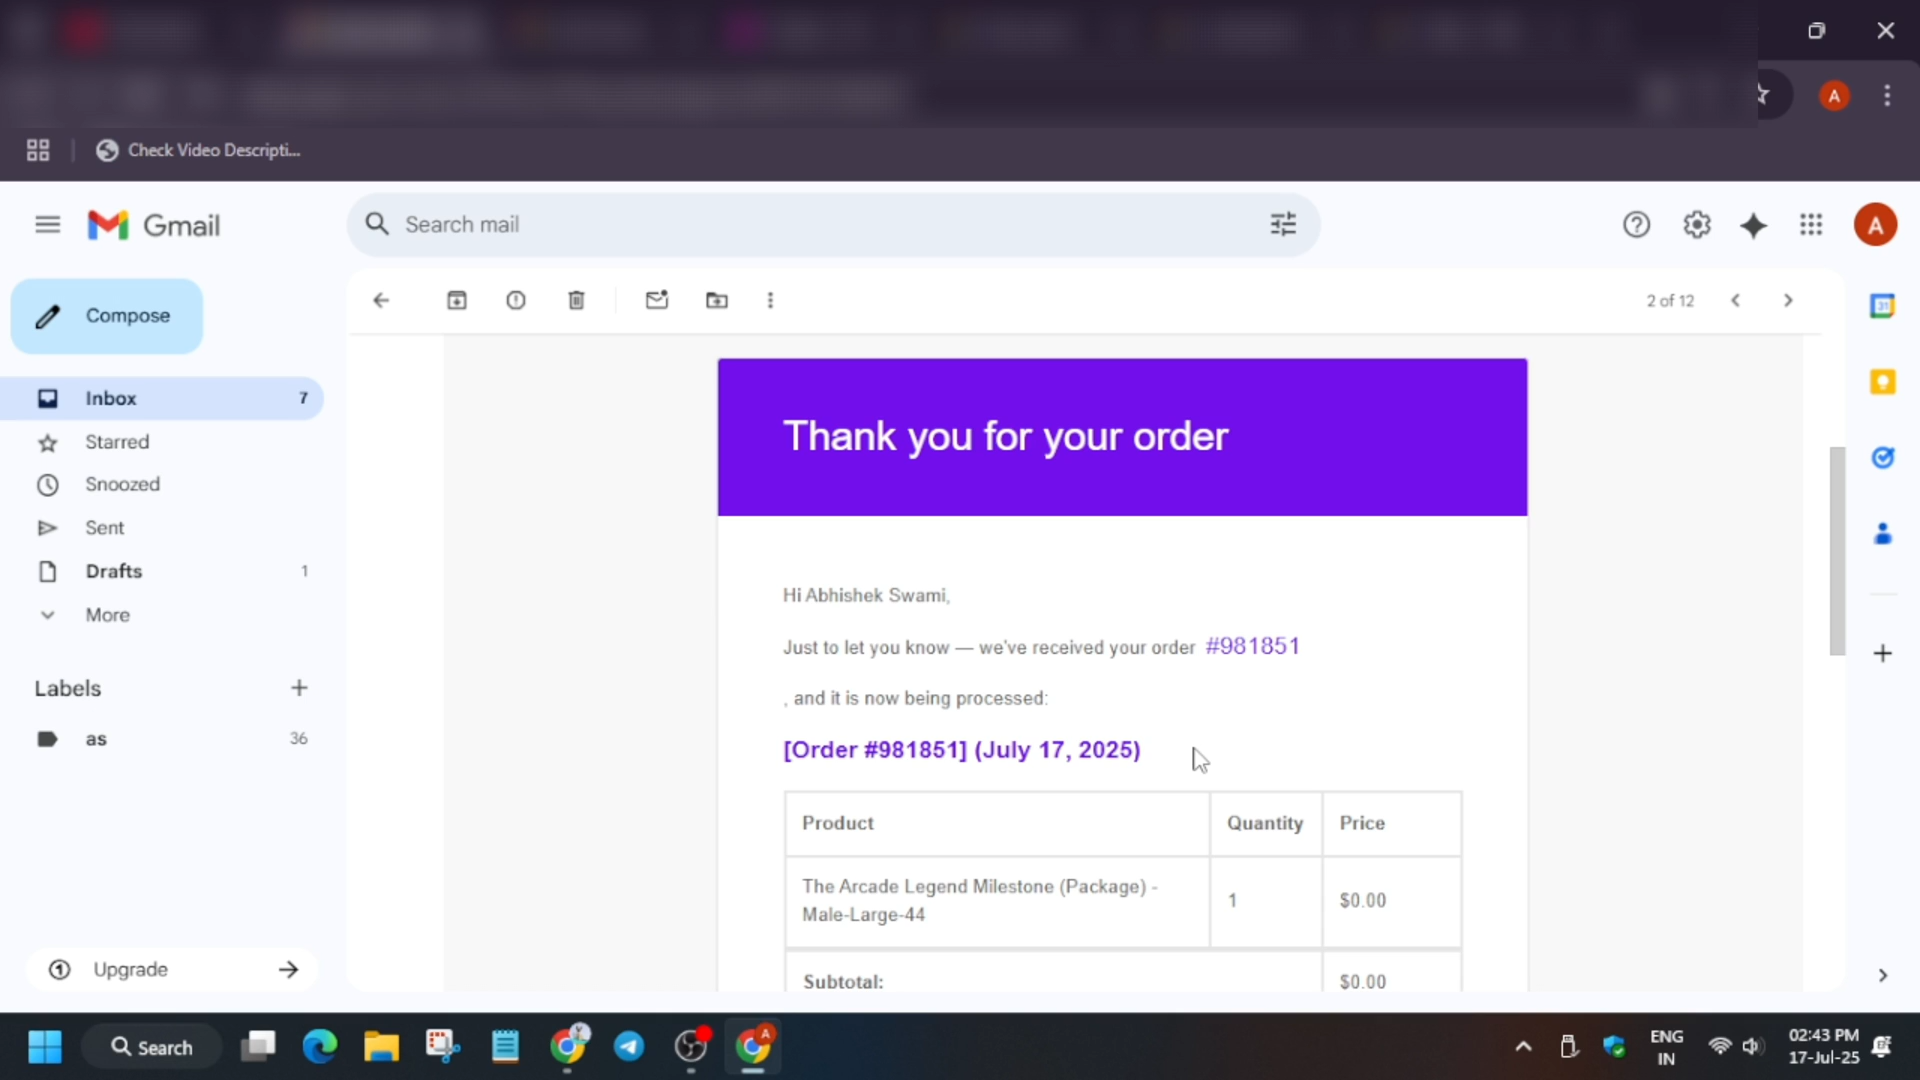 Check Video Descripti...
Gmail
Search mail
A
A
Compose
2 of 12
Inbox 7
Starred
Snoozed
Sent
Drafts 1
More
Labels
as 36
Upgrade
Thank you for your order
Hi Abhishek Swami,
Just to let you know — we've received your order #981851
, and it is now being processed:
[Order #981851] (July 17, 2025)
Product Quantity Price
The Arcade Legend Milestone (Package) -
Male-Large-44
1 $0.00
Subtotal: $0.00
31
Search
A
ENG
IN
02:43 PM
17-Jul-25